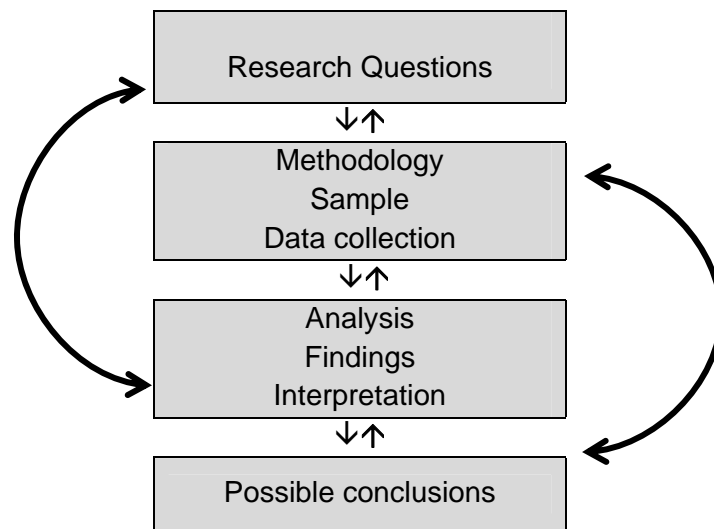 Research Questions
Methodology
Sample
Data collection
Analysis
Findings
Interpretation
Possible conclusions